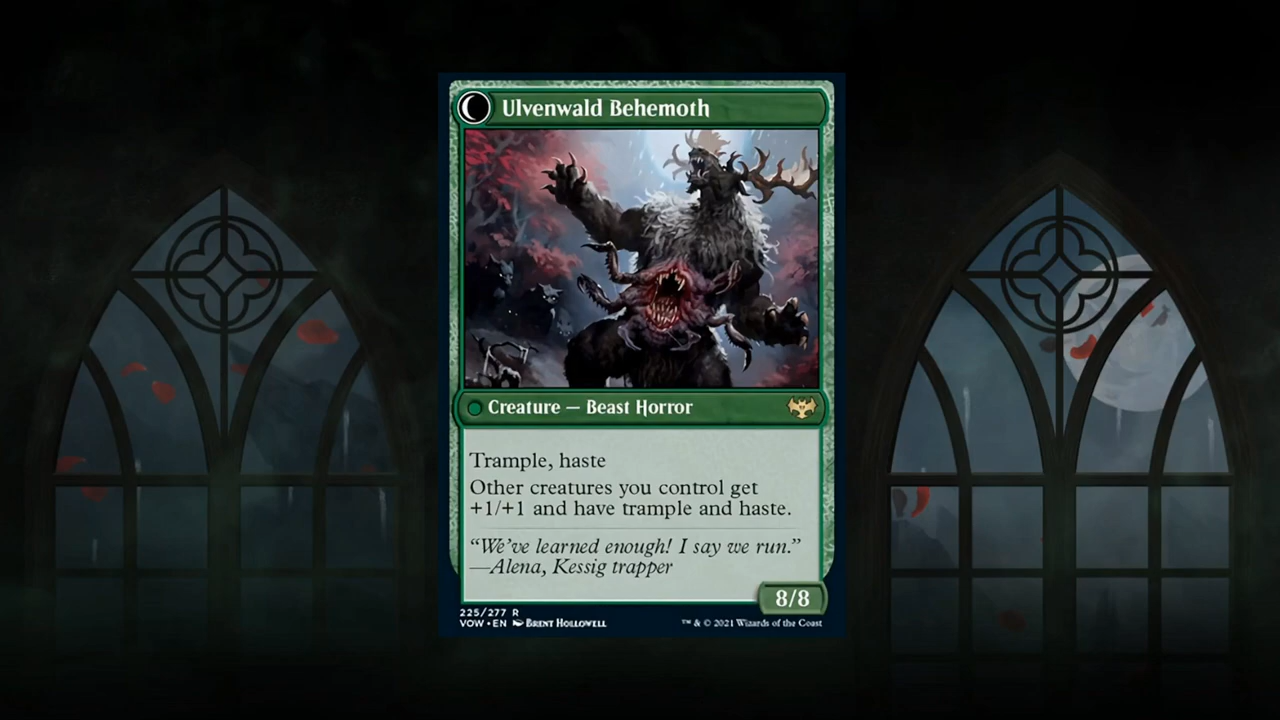 Ulvenwald Behemoth
Creature — Beast Horror
Trample, haste
Other creatures you control get
+1/+1 and have trample and haste.
“We’ve learned enough! I say we run.”
—Alena, Kessig trapper
8/8
225/277 R
VOW • EN Brent Hollowell
™ & © 2021 Wizards of the Coast